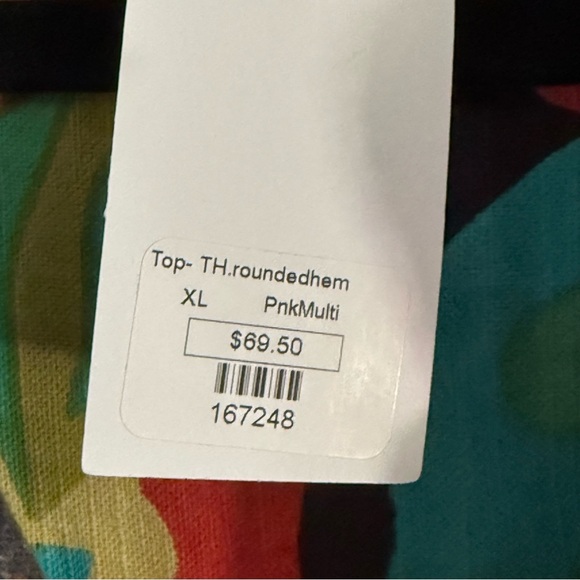 Top- TH.roundedhem
XL PnkMulti
$69.50
167248